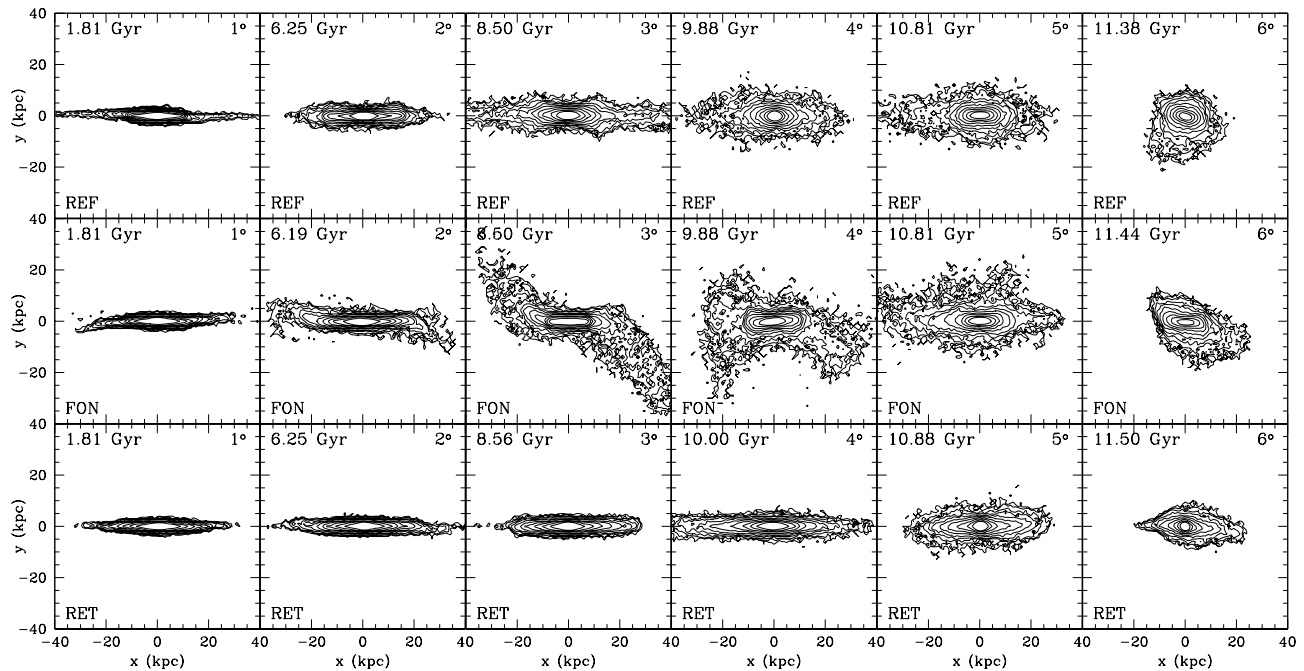 40
20
0
-20
-40
y (kpc)
1.81 Gyr 1°
REF
6.25 Gyr 2°
REF
8.50 Gyr 3°
REF
9.88 Gyr 4°
REF
10.81 Gyr 5°
REF
11.38 Gyr 6°
REF
40
20
0
-20
-40
y (kpc)
1.81 Gyr 1°
FON
6.19 Gyr 2°
FON
8.60 Gyr 3°
FON
9.88 Gyr 4°
FON
10.81 Gyr 5°
FON
11.44 Gyr 6°
FON
40
20
0
-20
-40
y (kpc)
1.81 Gyr 1°
RET
6.25 Gyr 2°
RET
8.56 Gyr 3°
RET
10.00 Gyr 4°
RET
10.88 Gyr 5°
RET
11.50 Gyr 6°
RET
-40 -20 0 20 40 -20 0 20 40 -20 0 20 40 -20 0 20 40 -20 0 20 40 -20 0 20 40
x (kpc) x (kpc) x (kpc) x (kpc) x (kpc) x (kpc)